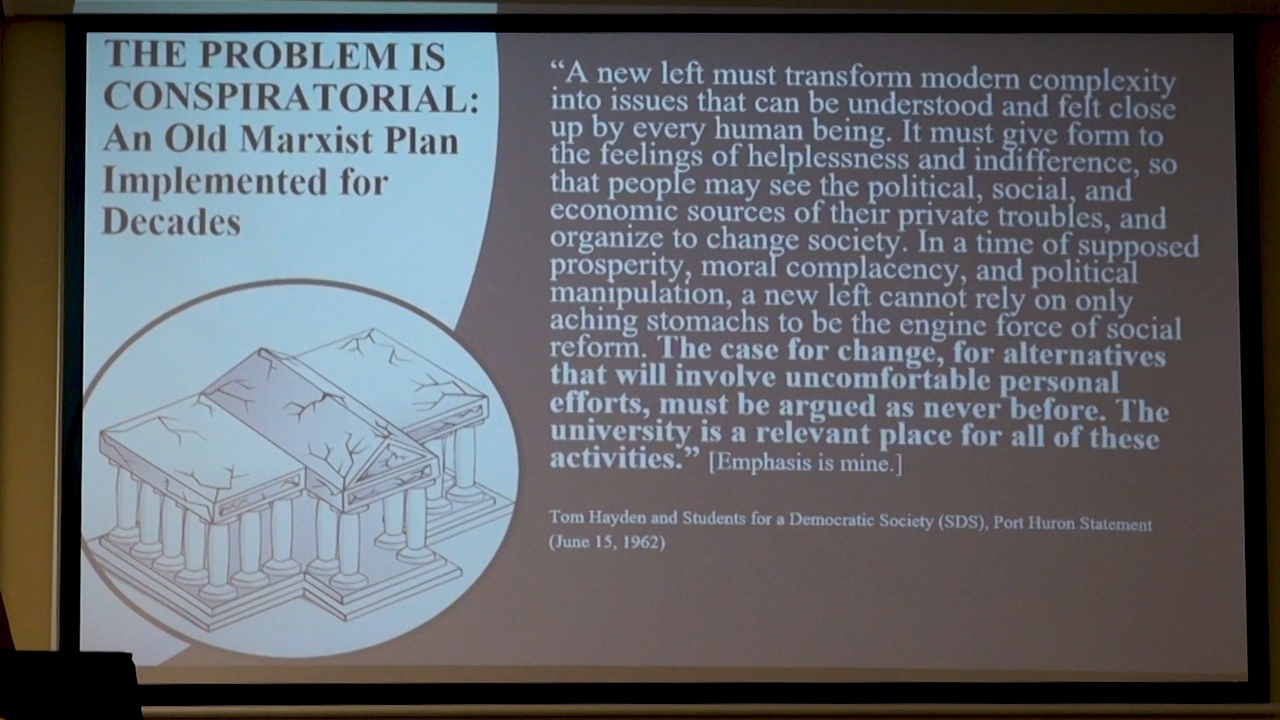 THE PROBLEM IS
CONSPIRATORIAL:
An Old Marxist Plan
Implemented for
Decades
“A new left must transform modern complexity
into issues that can be understood and felt close
up by every human being. It must give form to
the feelings of helplessness and indifference, so
that people may see the political, social, and
economic sources of their private troubles, and
organize to change society. In a time of supposed
prosperity, moral complacency, and political
manipulation, a new left cannot rely on only
aching stomachs to be the engine force of social
reform. The case for change, for alternatives
that will involve uncomfortable personal
efforts, must be argued as never before. The
university is a relevant place for all of these
activities.” [Emphasis is mine.]
Tom Hayden and Students for a Democratic Society (SDS), Port Huron Statement
(June 15, 1962)